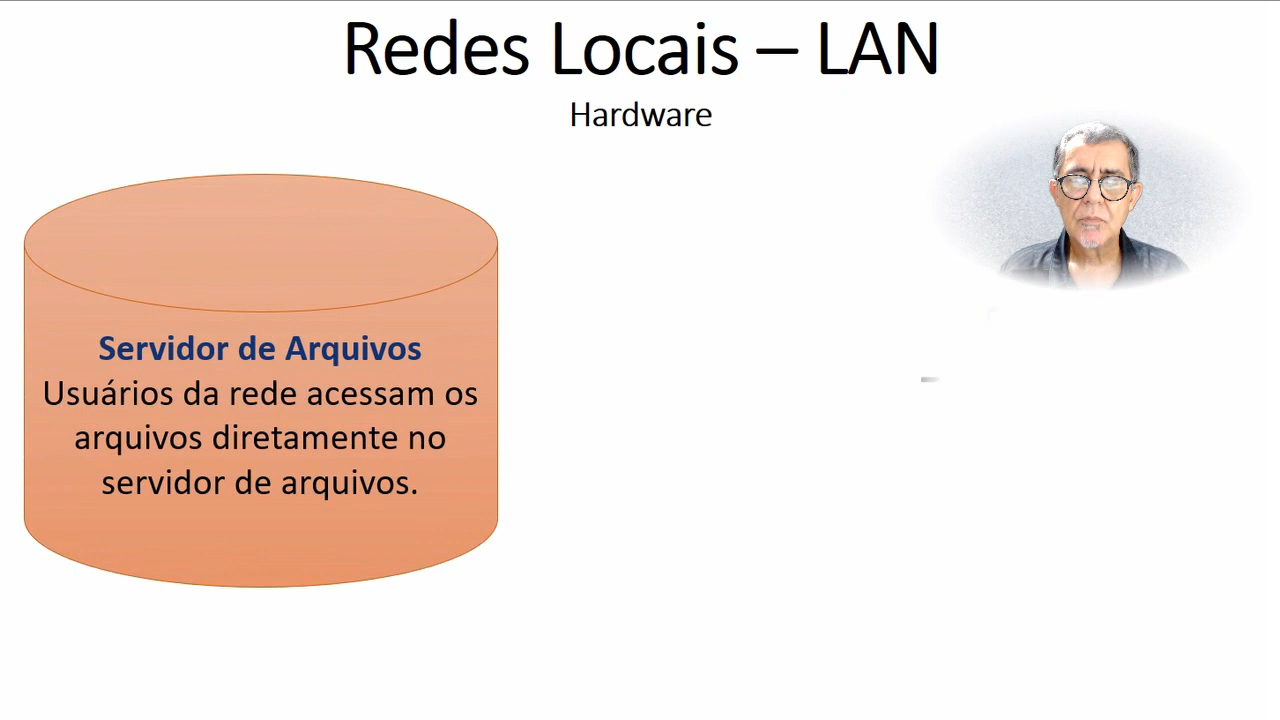 Redes Locais – LAN
Hardware
Servidor de Arquivos
Usuários da rede acessam os
arquivos diretamente no
servidor de arquivos.